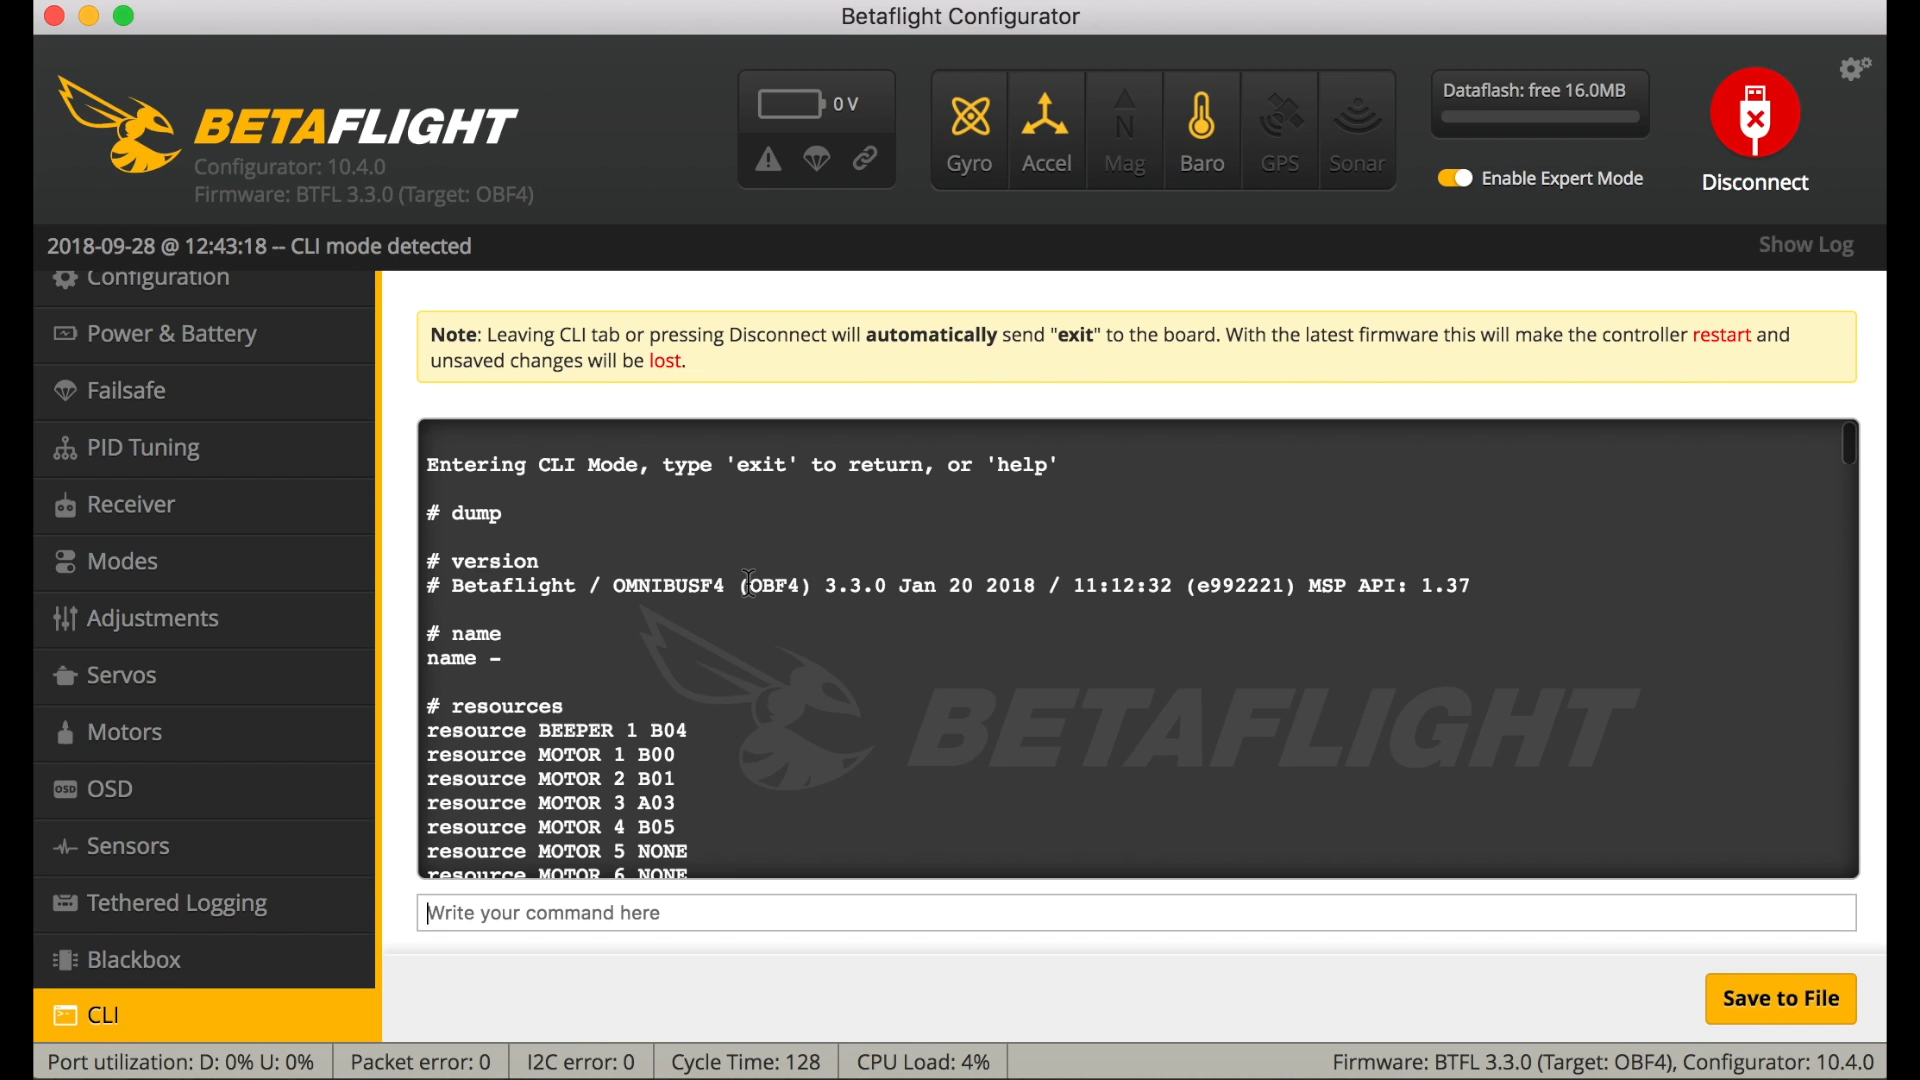 Betaflight Configurator
BETAFLIGHT
Configurator: 10.4.0
Firmware: BTFL 3.3.0 (Target: OBF4)
0 V
Gyro
Accel
N
Mag
Baro
GPS
Sonar
Dataflash: free 16.0MB
Enable Expert Mode
Disconnect
2018-09-28 @ 12:43:18 -- CLI mode detected
Show Log
Configuration
Power & Battery
Failsafe
PID Tuning
Receiver
Modes
Adjustments
Servos
Motors
OSD OSD
Sensors
Tethered Logging
Blackbox
CLI
Note: Leaving CLI tab or pressing Disconnect will automatically send "exit" to the board. With the latest firmware this will make the controller restart and
unsaved changes will be lost.
Entering CLI Mode, type 'exit' to return, or 'help'
# dump
# version
# Betaflight / OMNIBUSF4 (OBF4) 3.3.0 Jan 20 2018 / 11:12:32 (e992221) MSP API: 1.37
# name
name -
# resources
resource BEEPER 1 B04
resource MOTOR 1 B00
resource MOTOR 2 B01
resource MOTOR 3 A03
resource MOTOR 4 B05
resource MOTOR 5 NONE
resource MOTOR 6 NONE
BETAFLIGHT
Write your command here
Save to File
Port utilization: D: 0% U: 0%
Packet error: 0
I2C error: 0
Cycle Time: 128
CPU Load: 4%
Firmware: BTFL 3.3.0 (Target: OBF4), Configurator: 10.4.0